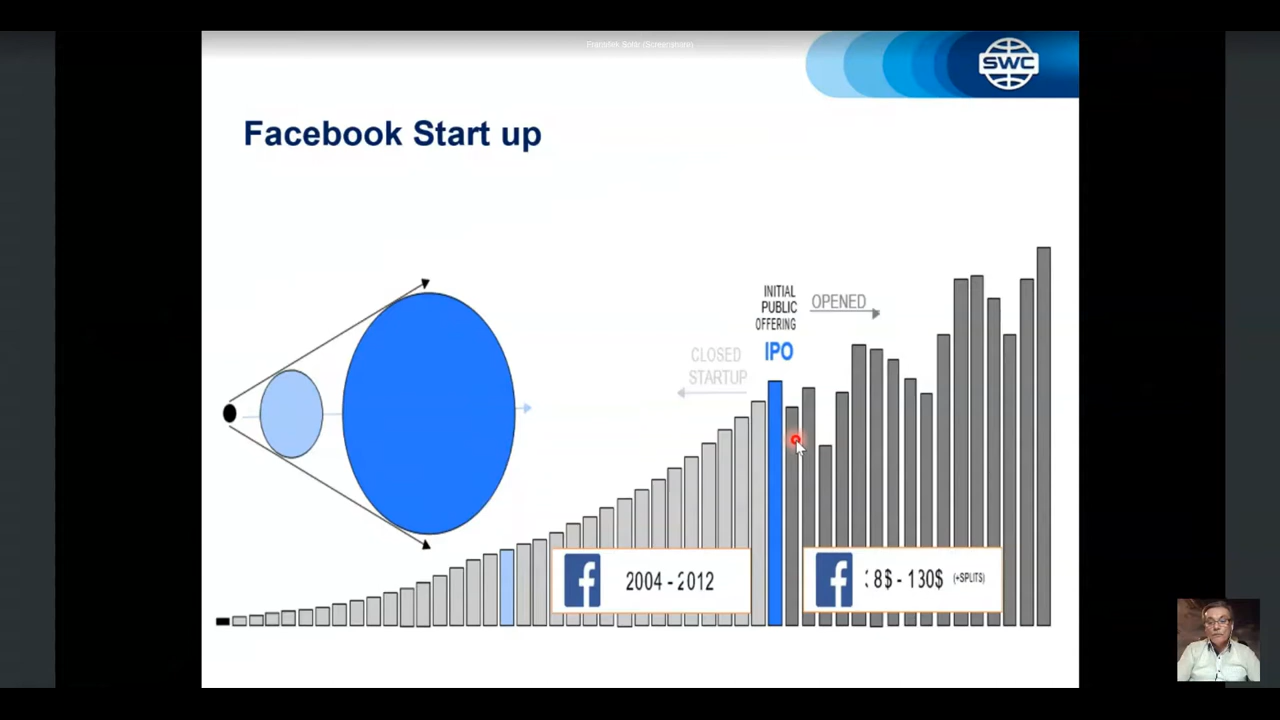 SWC
Facebook Start up
INITIAL
PUBLIC
OFFERING
IPO
OPENED
CLOSED
STARTUP
2004 - 2012
8$ - 130$ (+SPLITS)